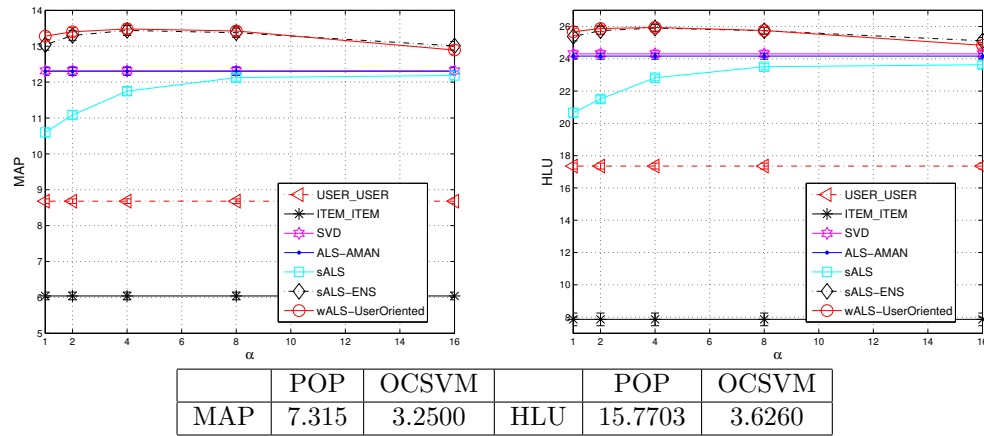 14
13
12
11
10
9
8
7
6
5
MAP
1 2 4 6 8 10 12 14 16
α
USER_USER
ITEM_ITEM
SVD
ALS-AMAN
sALS
sALS-ENS
wALS-UserOriented
26
24
22
20
18
16
14
12
10
8
HLU
1 2 4 6 8 10 12 14 16
α
USER_USER
ITEM_ITEM
SVD
ALS-AMAN
sALS
sALS-ENS
wALS-UserOriented
POP OCSVM POP OCSVM
MAP 7.315 3.2500 HLU 15.7703 3.6260